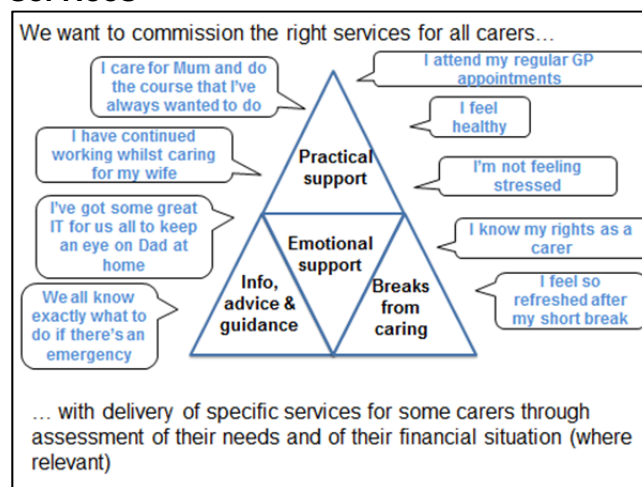 We want to commission the right services for all carers…
I care for Mum and do
the course that I've
always wanted to do
I attend my regular GP
appointments
I feel
healthy
I have continued
working whilst caring
for my wife
Practical
support
I'm not feeling
stressed
I've got some great
IT for us all to keep
an eye on Dad at
home
Emotional
support
I know my rights as a
carer
Info,
advice &
guidance
Breaks
from
caring
We all know
exactly what to
do if there's an
emergency
I feel so
refreshed after
my short break
… with delivery of specific services for some carers through
assessment of their needs and of their financial situation (where
relevant)